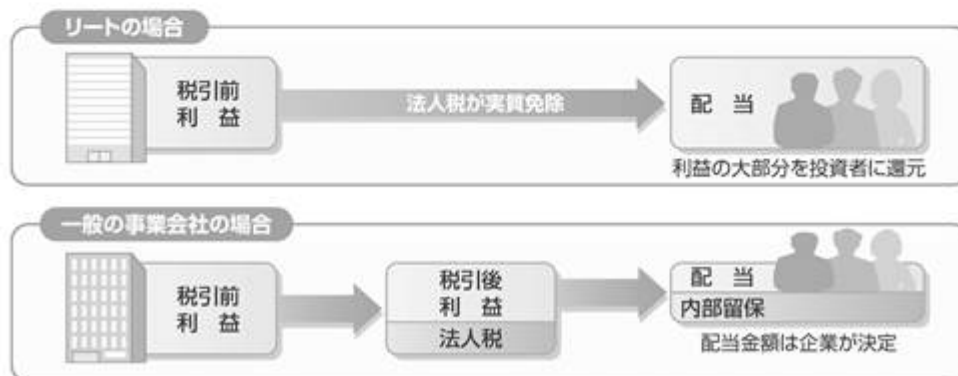 リートの場合
税引前
利　益
法人税が実質免除
配　当
利益の大部分を投資者に還元
一般の事業会社の場合
税引前
利　益
税引後
利　益
法人税
配　当
内部留保
配当金額は企業が決定